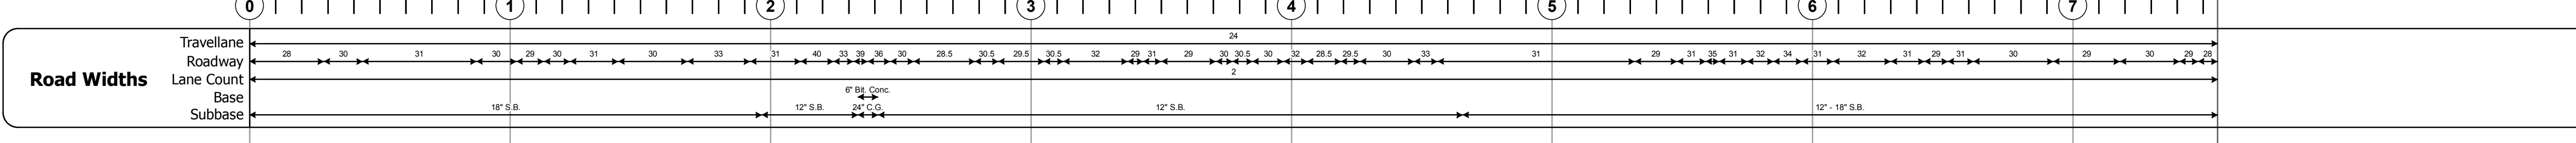 0 1 2 3 4 5 6 7
Road Widths
Travellane 24
Roadway 28 30 31 30 29 30 31 30 33 31 40 33 39 36 30 28.5 30.5 29.5 30.5 32 29 31 29 30 30.5 30 32 28.5 29.5 30 33 31 29 31 35 31 32 34 31 32 31 29 31 30 29 30 29 28
Lane Count 2
Base 6" Bit. Conc.
Subbase 18" S.B. 12" S.B. 24" C.G. 12" S.B. 12" - 18" S.B.